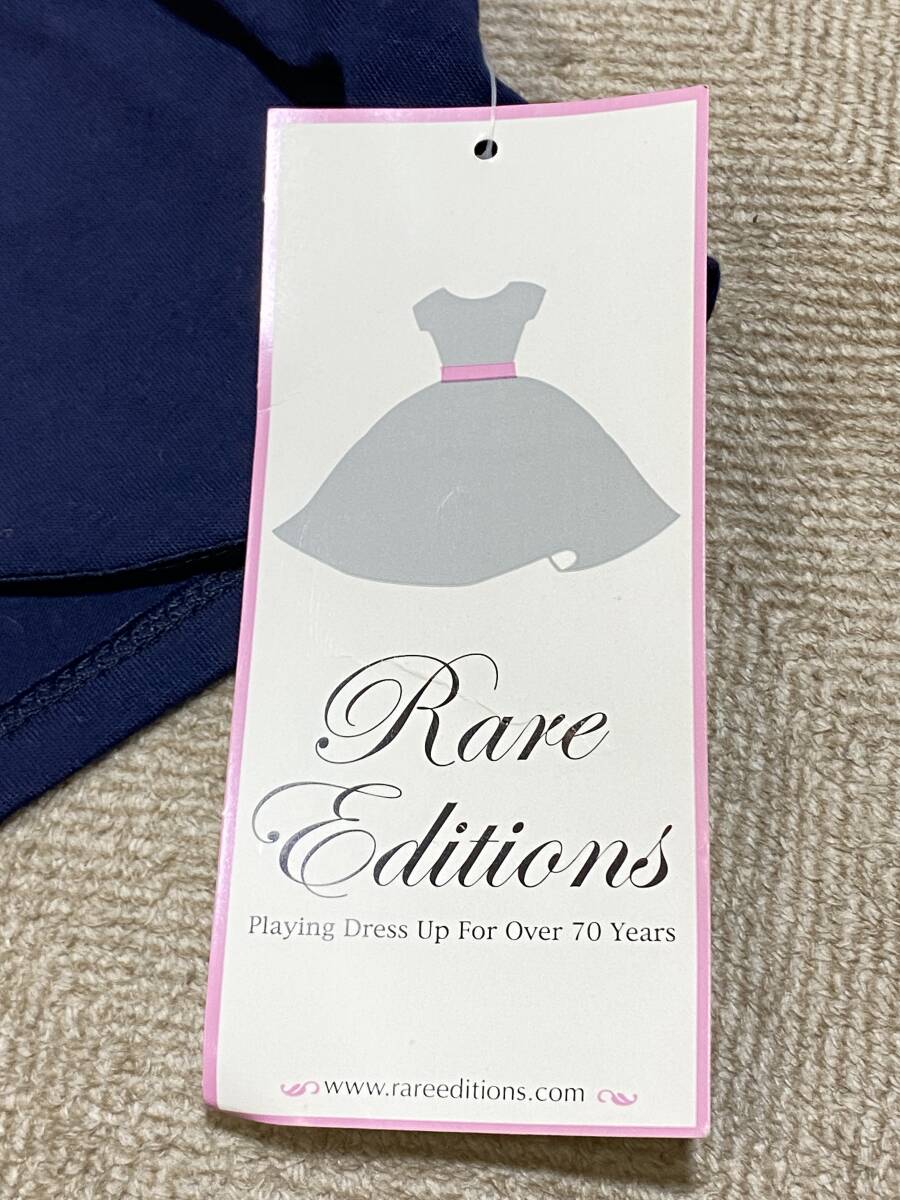 Rare
Editions
Playing Dress Up For Over 70 Years
www.rareeditions.com